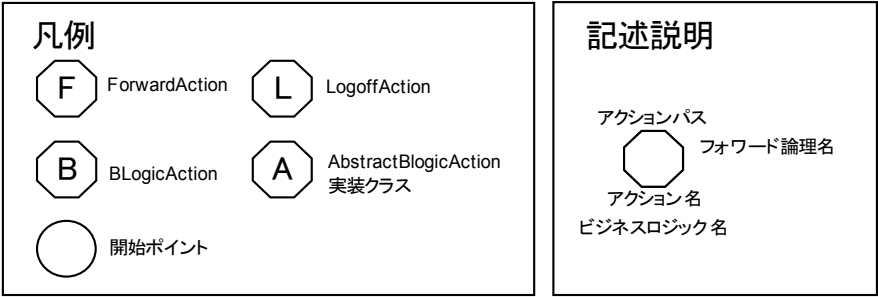 凡例
F ForwardAction
L LogoffAction
B BLogicAction
A AbstractBlogicAction
実装クラス
開始ポイント
記述説明
アクションパス
フォワード論理名
アクション名
ビジネスロジック名